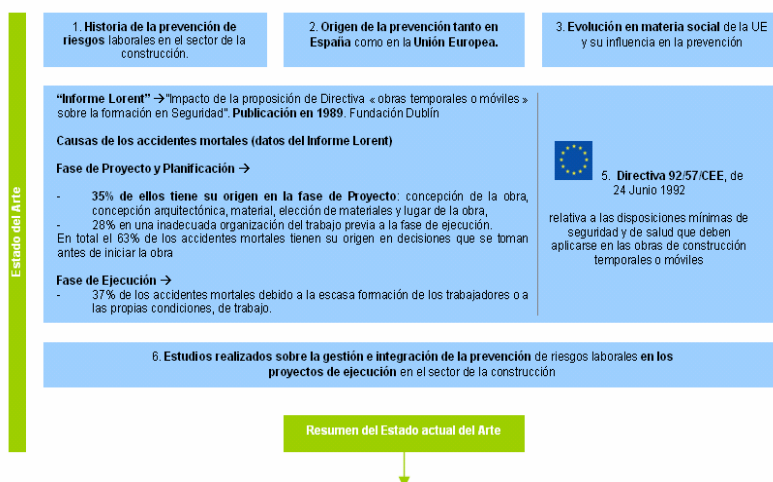 Estado del Arte
1. Historia de la prevención de
riesgos laborales en el sector de la
construcción.
2. Origen de la prevención tanto en
España como en la Unión Europea.
3. Evolución en materia social de la UE
y su influencia en la prevención
“Informe Lorent” →"Impacto de la proposición de Directiva « obras temporales o móviles »
sobre la formación en Seguridad". Publicación en 1989. Fundación Dublín
Causas de los accidentes mortales (datos del Informe Lorent)
Fase de Proyecto y Planificación →
- 35% de ellos tiene su origen en la fase de Proyecto: concepción de la obra,
concepción arquitectónica, material, elección de materiales y lugar de la obra,
- 28% en una inadecuada organización del trabajo previa a la fase de ejecución.
En total el 63% de los accidentes mortales tienen su origen en decisiones que se toman
antes de iniciar la obra
Fase de Ejecución →
- 37% de los accidentes mortales debido a la escasa formación de los trabajadores o a
las propias condiciones, de trabajo.
5. Directiva 92/57/CEE, de
24 Junio 1992
relativa a las disposiciones mínimas de
seguridad y de salud que deben
aplicarse en las obras de construcción
temporales o móviles
6. Estudios realizados sobre la gestión e integración de la prevención de riesgos laborales en los
proyectos de ejecución en el sector de la construcción
Resumen del Estado actual del Arte